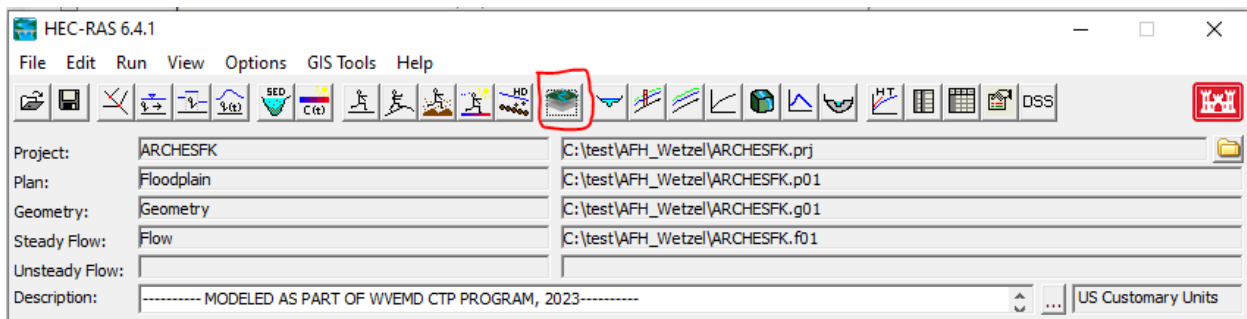 HEC-RAS 6.4.1
File Edit Run View Options GIS Tools Help
SED C(t) HD HT DSS
Project: ARCHESFK C:\test\AFH_Wetzel\ARCHESFK.prj
Plan: Floodplain C:\test\AFH_Wetzel\ARCHESFK.p01
Geometry: Geometry C:\test\AFH_Wetzel\ARCHESFK.g01
Steady Flow: Flow C:\test\AFH_Wetzel\ARCHESFK.f01
Unsteady Flow:
Description: ---------- MODELED AS PART OF WVEMD CTP PROGRAM, 2023---------- ... US Customary Units